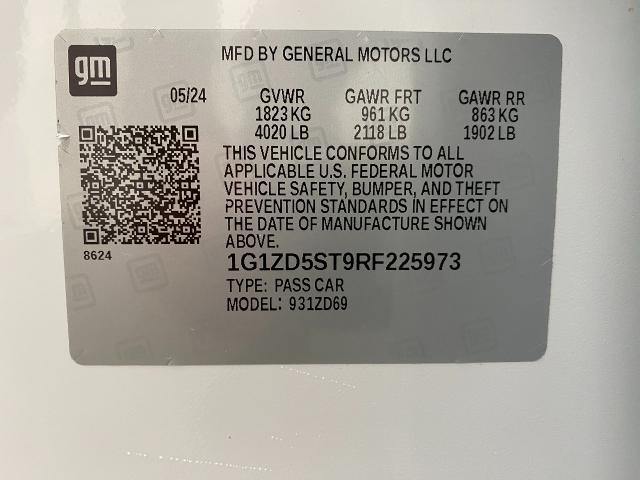 gm
MFD BY GENERAL MOTORS LLC
05/24 GVWR GAWR FRT GAWR RR
1823 KG 961 KG 863 KG
4020 LB 2118 LB 1902 LB
THIS VEHICLE CONFORMS TO ALL
APPLICABLE U.S. FEDERAL MOTOR
VEHICLE SAFETY, BUMPER, AND THEFT
PREVENTION STANDARDS IN EFFECT ON
THE DATE OF MANUFACTURE SHOWN
ABOVE.
8624
1G1ZD5ST9RF225973
TYPE: PASS CAR
MODEL: 931ZD69